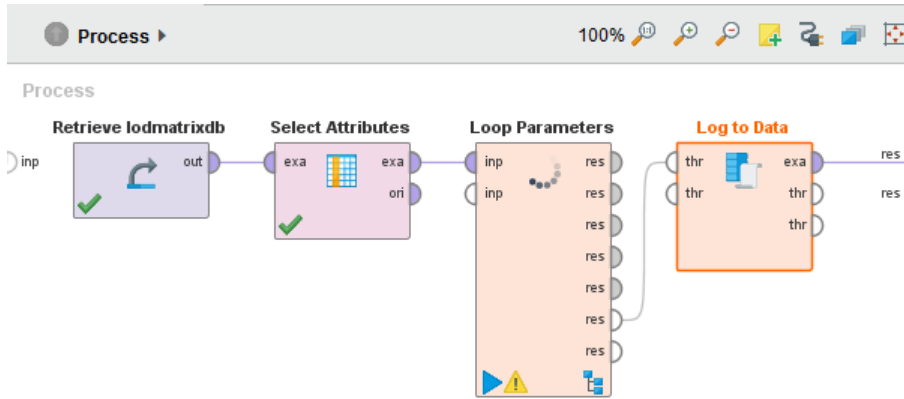 Process
100%
Process
Retrieve lodmatrixdb
Select Attributes
Loop Parameters
Log to Data
inp
out
exa
exa
inp
res
thr
exa
res
ori
inp
res
thr
thr
res
res
thr
res
res
res
res